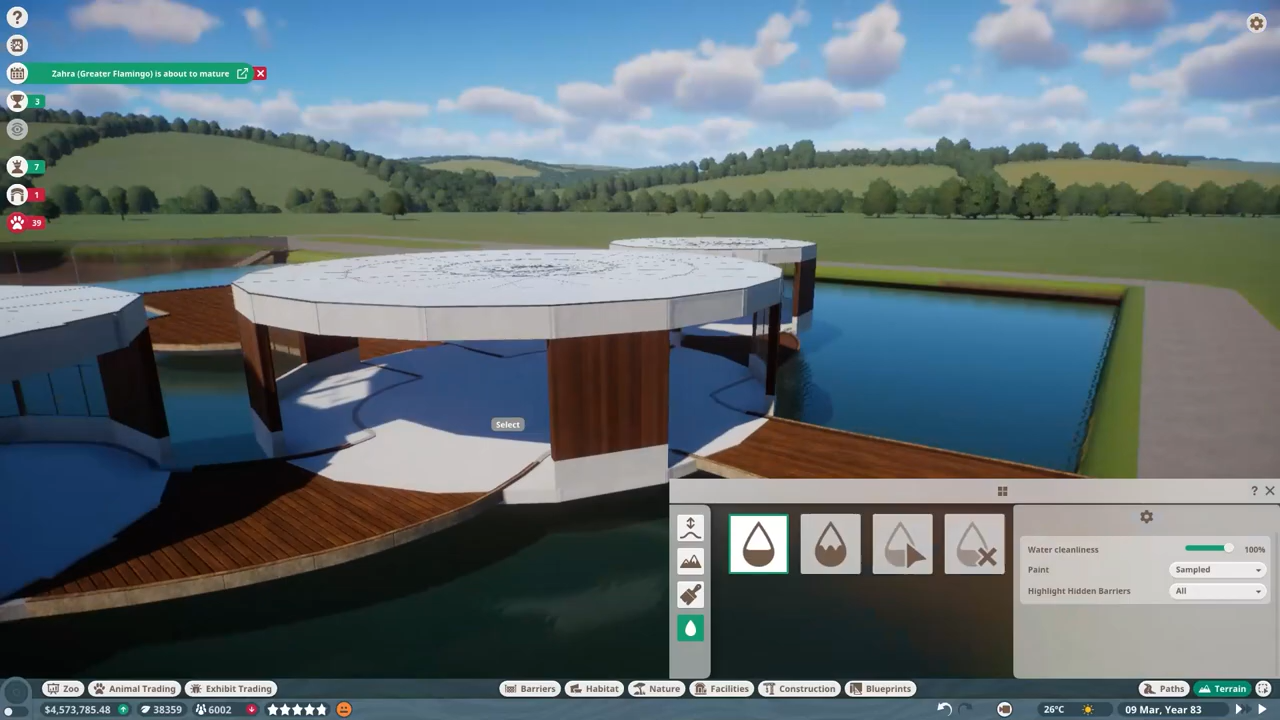 ?
Zahra (Greater Flamingo) is about to mature
3
7
1
39
Select
?
Water cleanliness 100%
Paint Sampled
Highlight Hidden Barriers All
Zoo Animal Trading Exhibit Trading Barriers Habitat Nature Facilities Construction Blueprints Paths Terrain
$4,573,785.48 38359 6002 26°C 09 Mar, Year 83